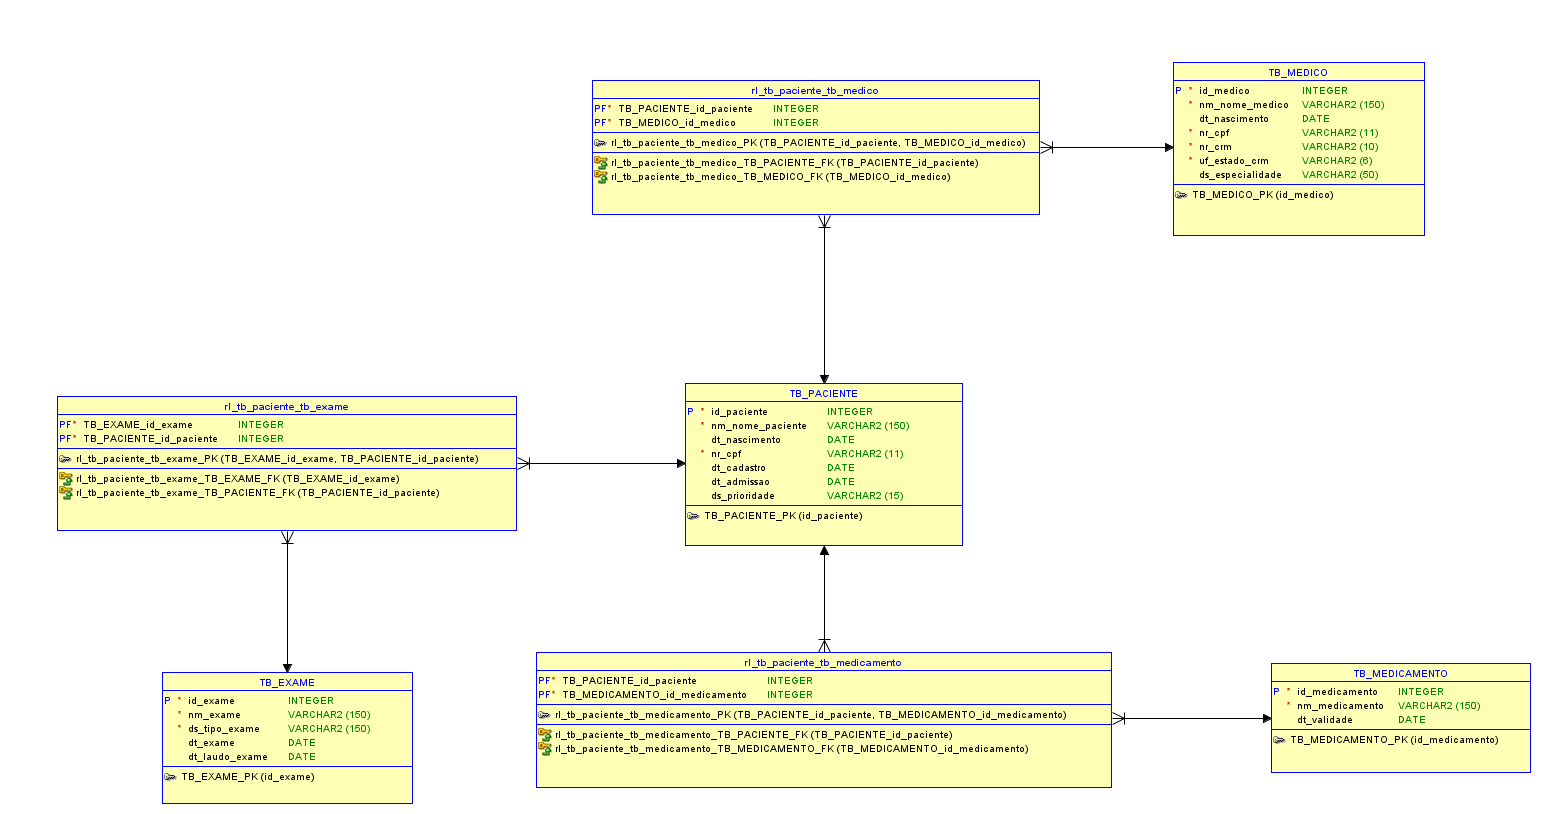 rl_tb_paciente_tb_medico
PF* TB_PACIENTE_id_paciente INTEGER
PF* TB_MEDICO_id_medico INTEGER
rl_tb_paciente_tb_medico_PK (TB_PACIENTE_id_paciente, TB_MEDICO_id_medico)
rl_tb_paciente_tb_medico_TB_PACIENTE_FK (TB_PACIENTE_id_paciente)
rl_tb_paciente_tb_medico_TB_MEDICO_FK (TB_MEDICO_id_medico)
TB_MEDICO
P * id_medico INTEGER
* nm_nome_medico VARCHAR2 (150)
dt_nascimento DATE
* nr_cpf VARCHAR2 (11)
* nr_crm VARCHAR2 (10)
* uf_estado_crm VARCHAR2 (6)
ds_especialidade VARCHAR2 (50)
TB_MEDICO_PK (id_medico)
rl_tb_paciente_tb_exame
PF* TB_EXAME_id_exame INTEGER
PF* TB_PACIENTE_id_paciente INTEGER
rl_tb_paciente_tb_exame_PK (TB_EXAME_id_exame, TB_PACIENTE_id_paciente)
rl_tb_paciente_tb_exame_TB_EXAME_FK (TB_EXAME_id_exame)
rl_tb_paciente_tb_exame_TB_PACIENTE_FK (TB_PACIENTE_id_paciente)
TB_PACIENTE
P * id_paciente INTEGER
* nm_nome_paciente VARCHAR2 (150)
dt_nascimento DATE
* nr_cpf VARCHAR2 (11)
dt_cadastro DATE
dt_admissao DATE
ds_prioridade VARCHAR2 (15)
TB_PACIENTE_PK (id_paciente)
TB_EXAME
P * id_exame INTEGER
* nm_exame VARCHAR2 (150)
* ds_tipo_exame VARCHAR2 (150)
dt_exame DATE
dt_laudo_exame DATE
TB_EXAME_PK (id_exame)
rl_tb_paciente_tb_medicamento
PF* TB_PACIENTE_id_paciente INTEGER
PF* TB_MEDICAMENTO_id_medicamento INTEGER
rl_tb_paciente_tb_medicamento_PK (TB_PACIENTE_id_paciente, TB_MEDICAMENTO_id_medicamento)
rl_tb_paciente_tb_medicamento_TB_PACIENTE_FK (TB_PACIENTE_id_paciente)
rl_tb_paciente_tb_medicamento_TB_MEDICAMENTO_FK (TB_MEDICAMENTO_id_medicamento)
TB_MEDICAMENTO
P * id_medicamento INTEGER
* nm_medicamento VARCHAR2 (150)
dt_validade DATE
TB_MEDICAMENTO_PK (id_medicamento)